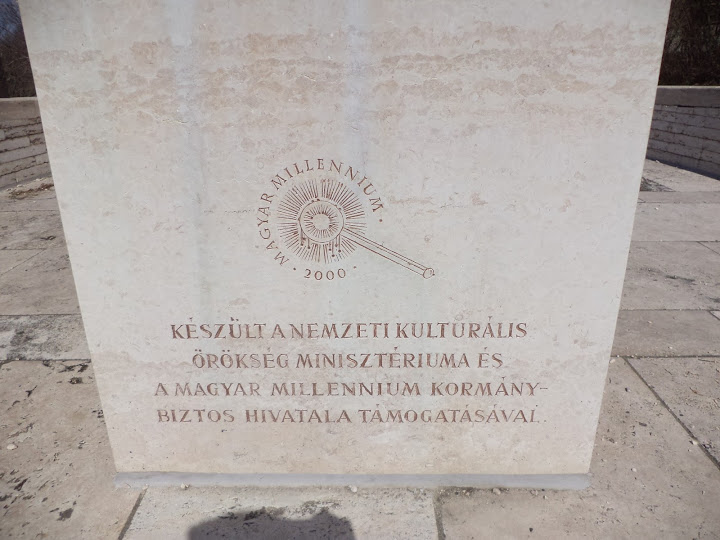 · MAGYAR MILLENNIUM ·
2000
KÉSZÜLT A NEMZETI KULTURÁLIS
ÖRÖKSÉG MINISZTÉRIUMA ÉS
A MAGYAR MILLENNIUM KORMÁNY-
BIZTOS HIVATALA TÁMOGATÁSÁVAL.